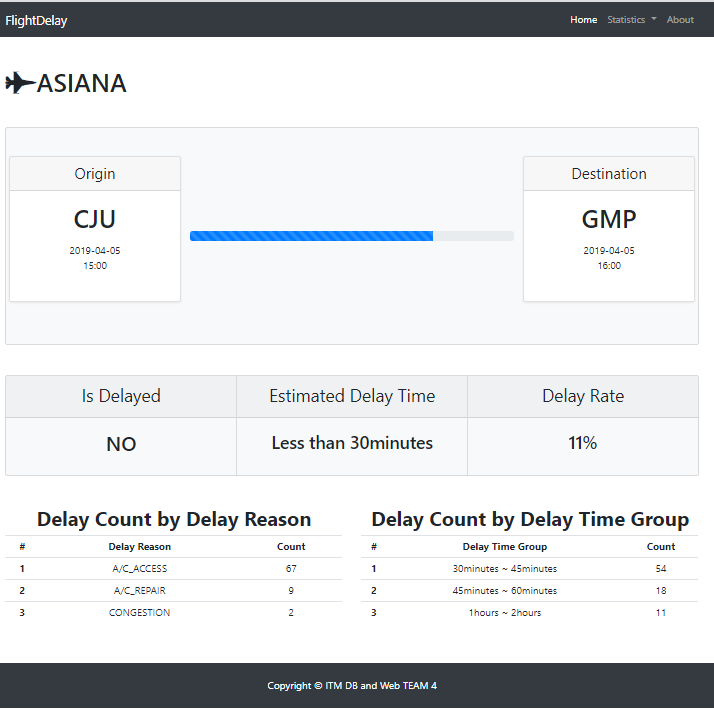 FlightDelay Home Statistics About
ASIANA
Origin
CJU
2019-04-05
15:00
Destination
GMP
2019-04-05
16:00
Is Delayed Estimated Delay Time Delay Rate
NO Less than 30minutes 11%
Delay Count by Delay Reason
# Delay Reason Count
1 A/C_ACCESS 67
2 A/C_REPAIR 9
3 CONGESTION 2
Delay Count by Delay Time Group
# Delay Time Group Count
1 30minutes ~ 45minutes 54
2 45minutes ~ 60minutes 18
3 1hours ~ 2hours 11
Copyright © ITM DB and Web TEAM 4